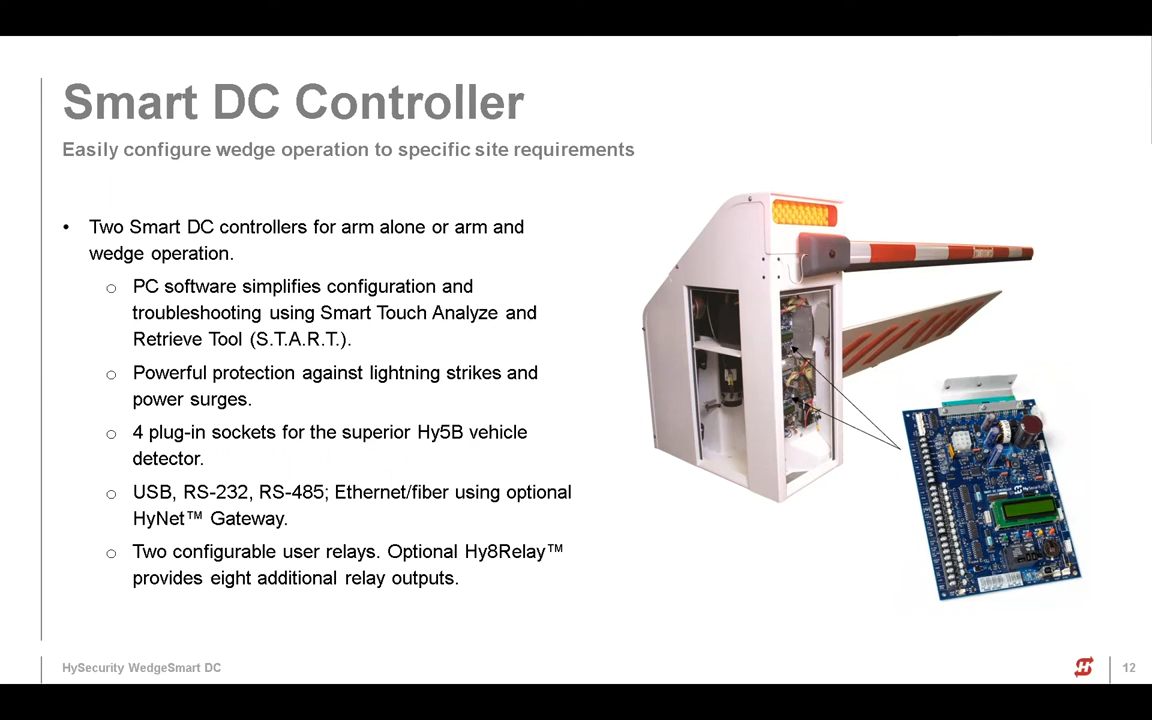 Smart DC Controller
Easily configure wedge operation to specific site requirements
• Two Smart DC controllers for arm alone or arm and
wedge operation.
o PC software simplifies configuration and
troubleshooting using Smart Touch Analyze and
Retrieve Tool (S.T.A.R.T.).
o Powerful protection against lightning strikes and
power surges.
o 4 plug-in sockets for the superior Hy5B vehicle
detector.
o USB, RS-232, RS-485; Ethernet/fiber using optional
HyNet™ Gateway.
o Two configurable user relays. Optional Hy8Relay™
provides eight additional relay outputs.
HySecurity WedgeSmart DC
12